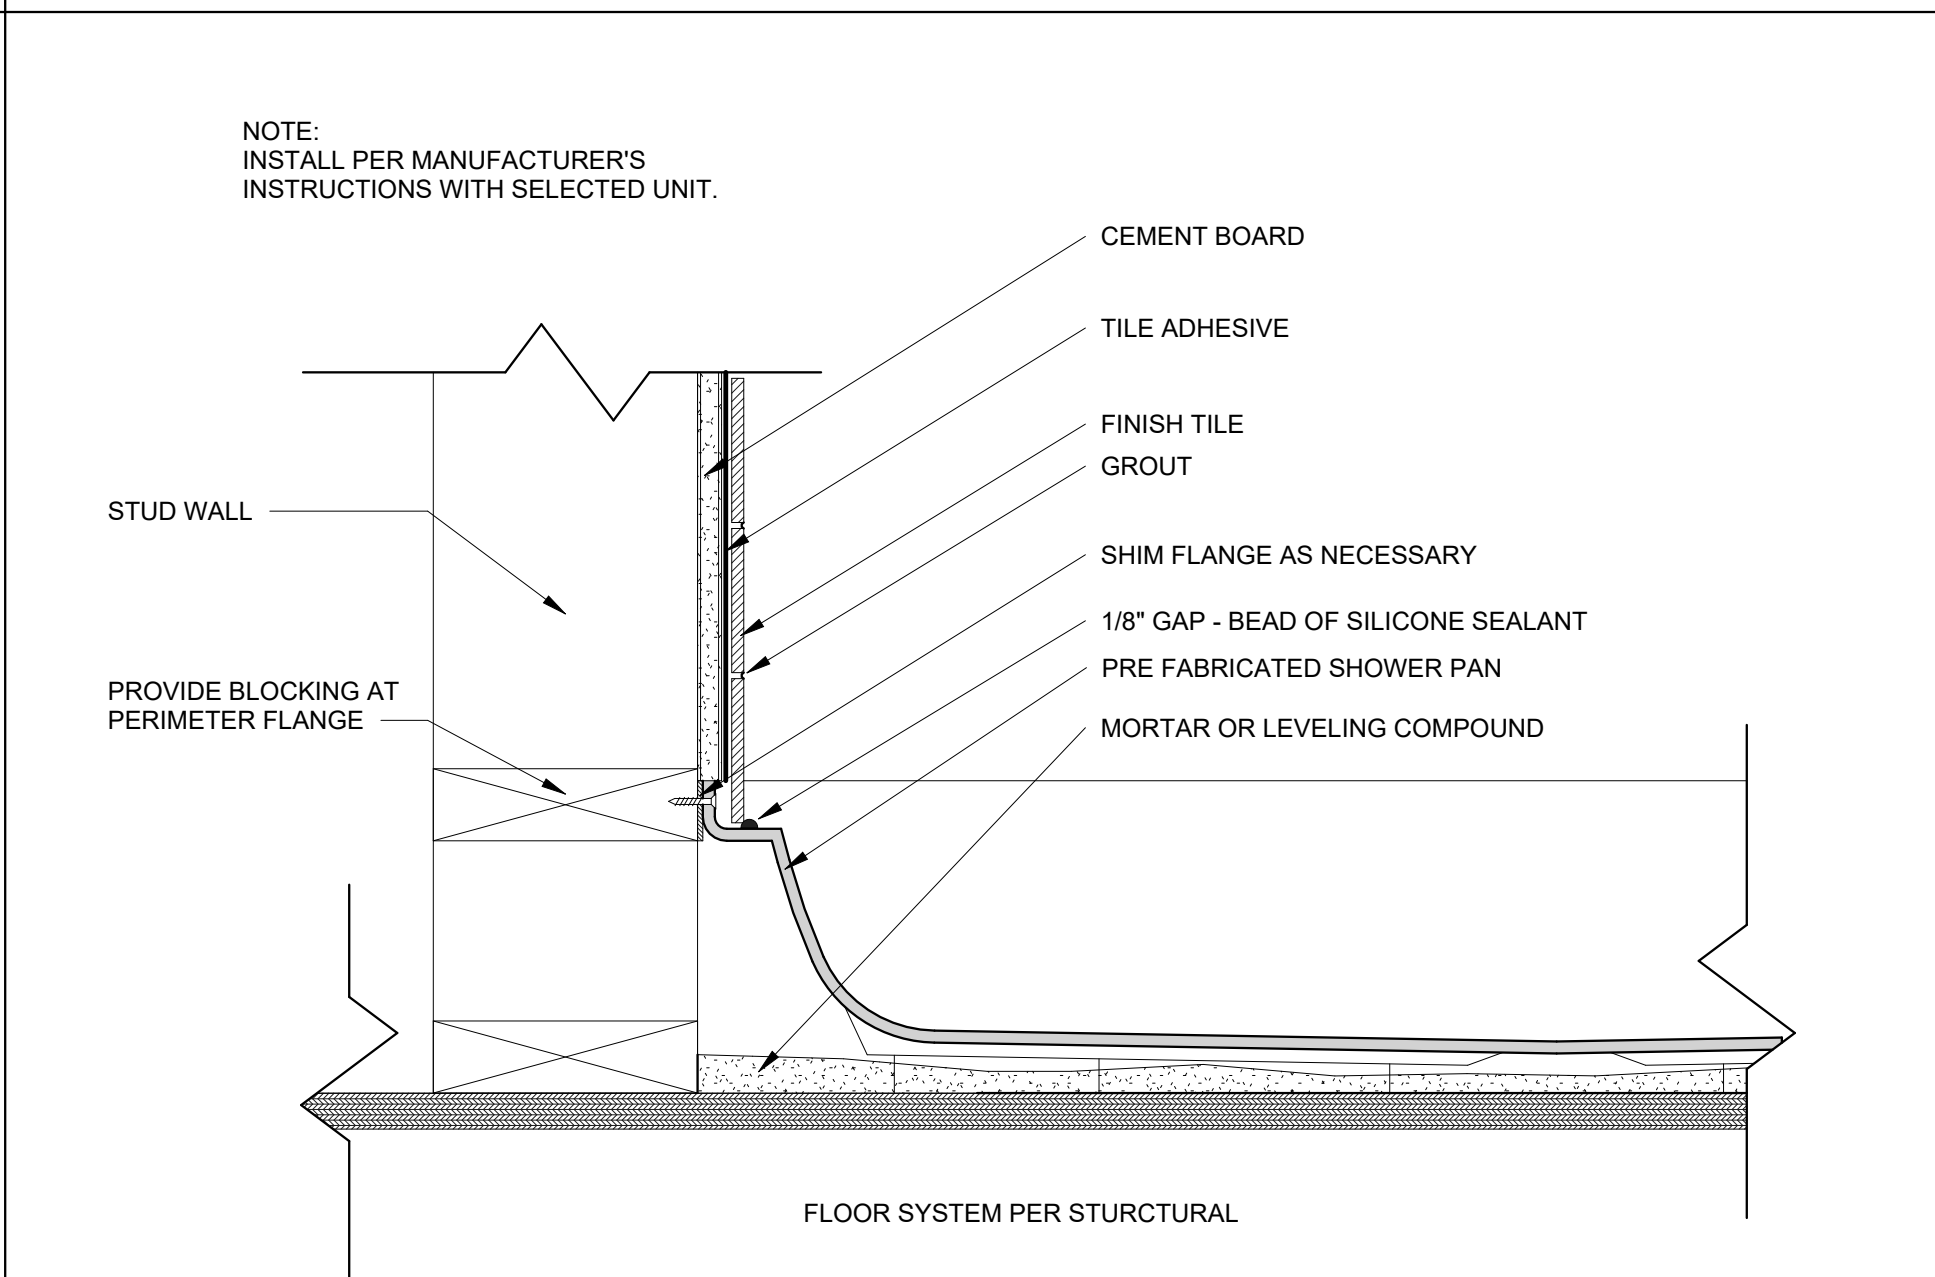 NOTE:
INSTALL PER MANUFACTURER'S
INSTRUCTIONS WITH SELECTED UNIT.
CEMENT BOARD
TILE ADHESIVE
FINISH TILE
GROUT
STUD WALL
SHIM FLANGE AS NECESSARY
1/8" GAP - BEAD OF SILICONE SEALANT
PRE FABRICATED SHOWER PAN
PROVIDE BLOCKING AT
PERIMETER FLANGE
MORTAR OR LEVELING COMPOUND
FLOOR SYSTEM PER STURCTURAL